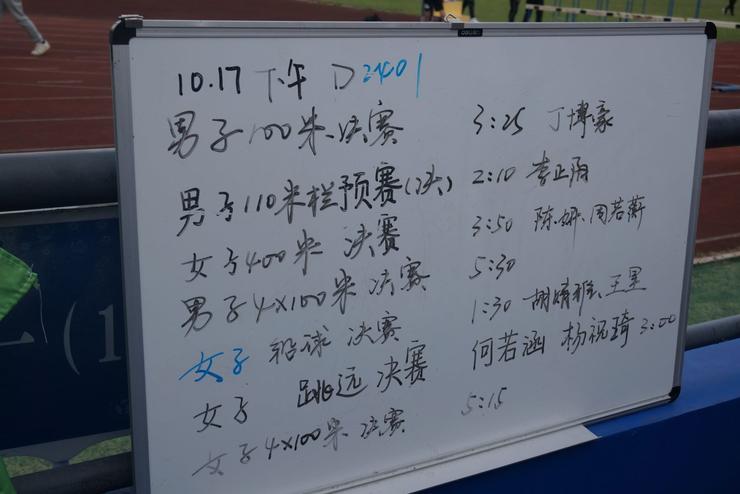 10.17 下午 D2401
男子100米决赛 3:25 丁博豪
男子110米栏预赛(决) 2:10 李正阳
女子400米 决赛 3:50 陈妍、周若蘅
男子4×100米 决赛 5:30
女子 铅球 决赛 1:30 胡婧雅、王星
女子 跳远 决赛 何若涵 杨祝琦 3:00
女子4×100米 决赛 5:15